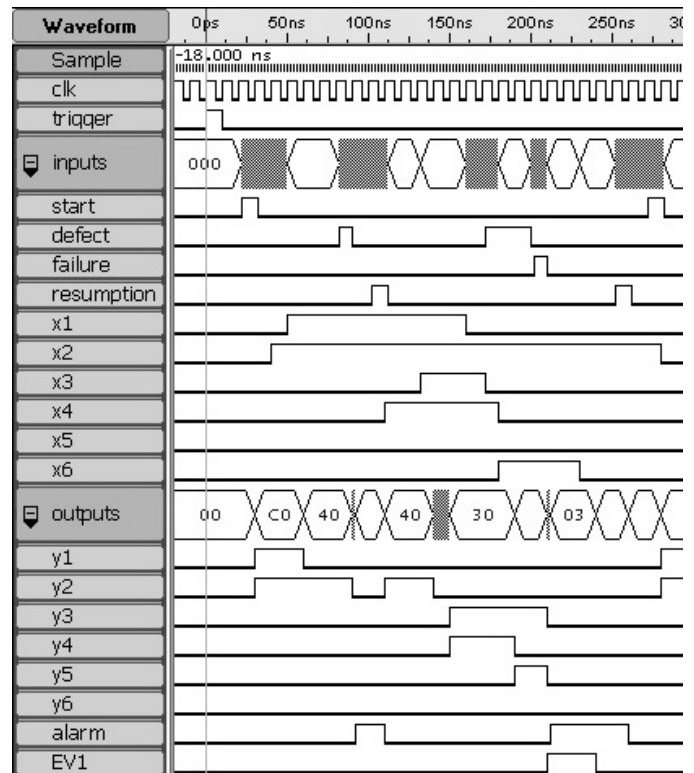 Waveform 0ps 50ns 100ns 150ns 200ns 250ns 30
Sample -18.000 ns
clk
trigger
inputs 000
start
defect
failure
resumption
x1
x2
x3
x4
x5
x6
outputs 00 C0 40 40 30 03
y1
y2
y3
y4
y5
y6
alarm
EV1